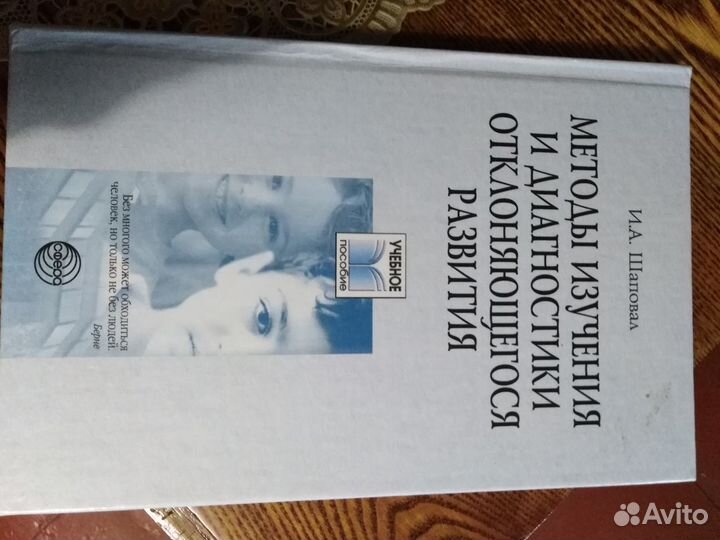 И.А. Шаповал
МЕТОДЫ ИЗУЧЕНИЯ
И ДИАГНОСТИКИ
ОТКЛОНЯЮЩЕГОСЯ
РАЗВИТИЯ
УЧЕБНОЕ
ПОСОБИЕ
Без многого может обходиться
человек, но только не без людей.
Берне
СФЕРА
Avito